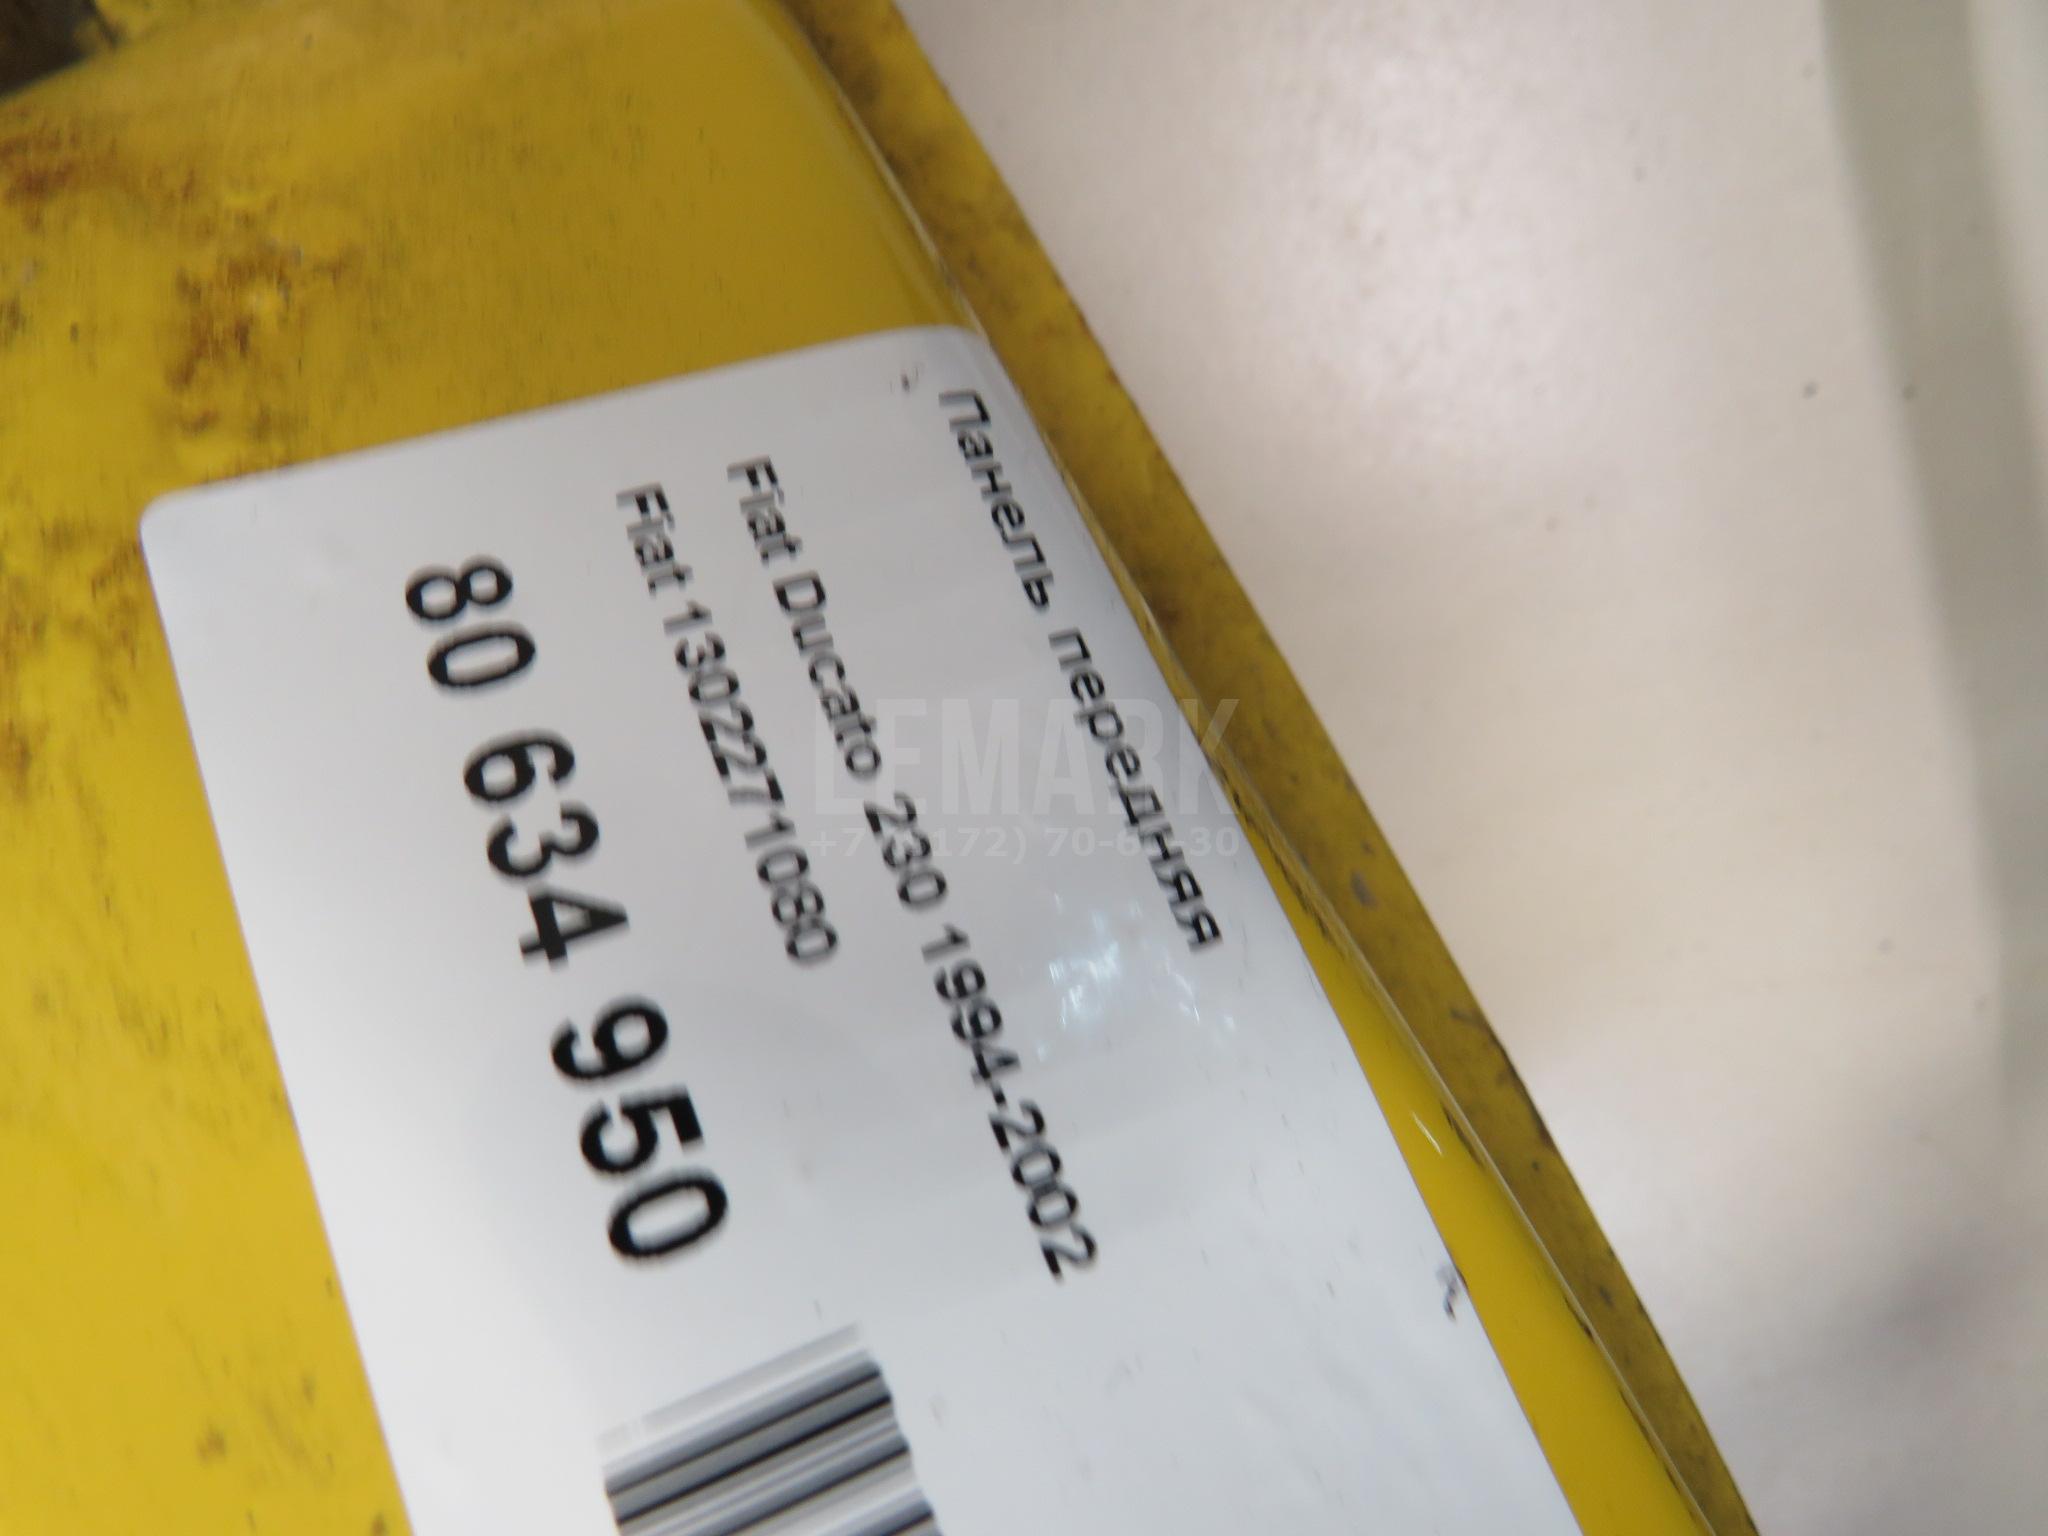 Панель передняя
Fiat Ducato 230 1994-2002
Fiat 1302271080
80 634 950
LEMARK